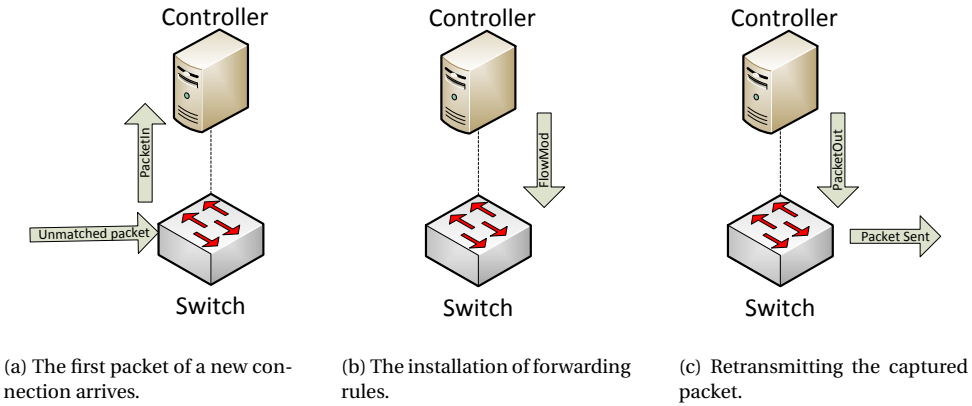 Controller
PacketIn
Unmatched packet
Switch
(a) The first packet of a new con-
nection arrives.
Controller
FlowMod
Switch
(b) The installation of forwarding
rules.
Controller
PacketOut
Packet Sent
Switch
(c) Retransmitting the captured
packet.